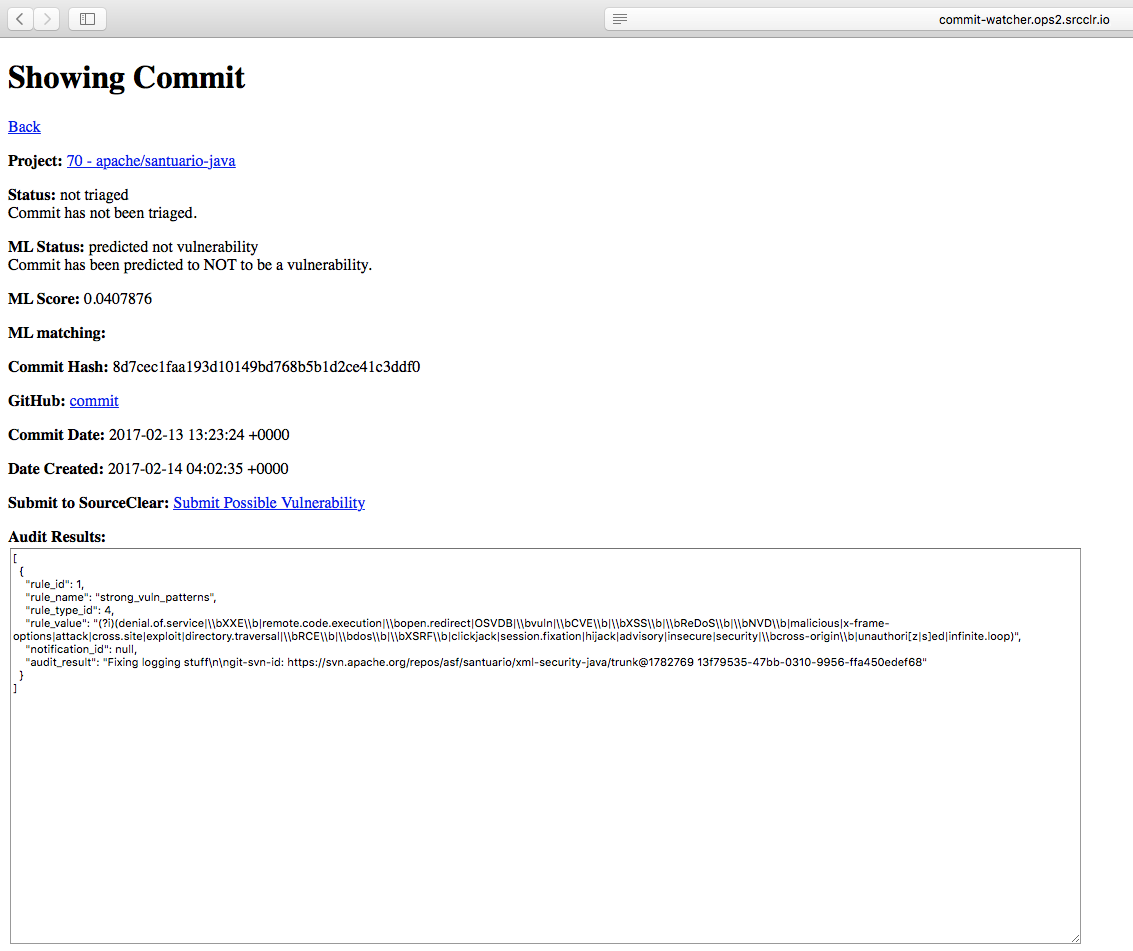 commit-watcher.ops2.srcclr.io
Showing Commit
Back
Project: 70 - apache/santuario-java
Status: not triaged
Commit has not been triaged.
ML Status: predicted not vulnerability
Commit has been predicted to NOT to be a vulnerability.
ML Score: 0.0407876
ML matching:
Commit Hash: 8d7cec1faa193d10149bd768b5b1d2ce41c3ddf0
GitHub: commit
Commit Date: 2017-02-13 13:23:24 +0000
Date Created: 2017-02-14 04:02:35 +0000
Submit to SourceClear: Submit Possible Vulnerability
Audit Results:
[
{
"rule_id": 1,
"rule_name": "strong_vuln_patterns",
"rule_type_id": 4,
"rule_value": "(?i)(denial.of.service|\\bXXE\\b|remote.code.execution|\\bopen.redirect|OSVDB|\\bvuln|\\bCVE\\b|\\bXSS\\b|\\bReDoS\\b|\\bNVD\\b|malicious|x-frame-
options|attack|cross.site|exploit|directory.traversal|\\bRCE\\b|\\bdos\\b|\\bXSRF\\b|clickjack|session.fixation|hijack|advisory|insecure|security|\\bcross-origin\\b|unauthori[z|s]ed|infinite.loop)",
"notification_id": null,
"audit_result": "Fixing logging stuff\n\ngit-svn-id: https://svn.apache.org/repos/asf/santuario/xml-security-java/trunk@1782769 13f79535-47bb-0310-9956-ffa450edef68"
}
]